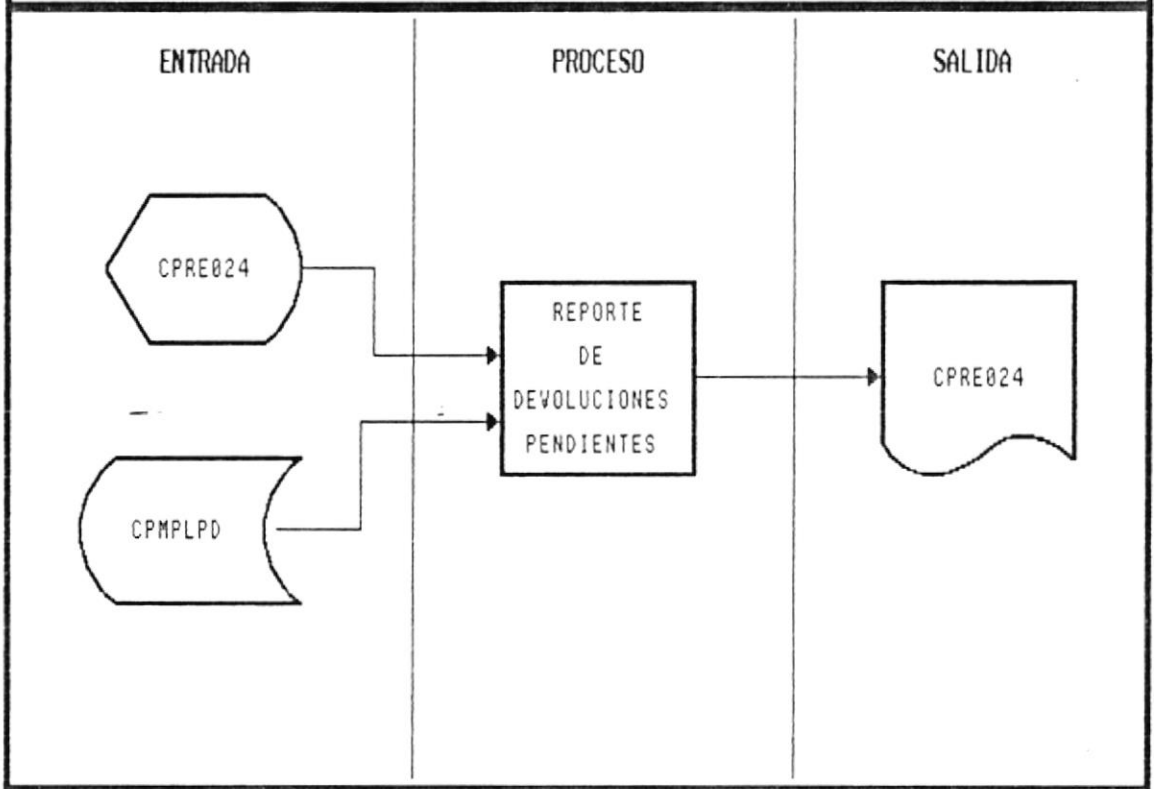 ENTRADA
PROCESO
SALIDA
CPRE024
REPORTE
DE
DEVOLUCIONES
PENDIENTES
CPRE024
CPMPLPD